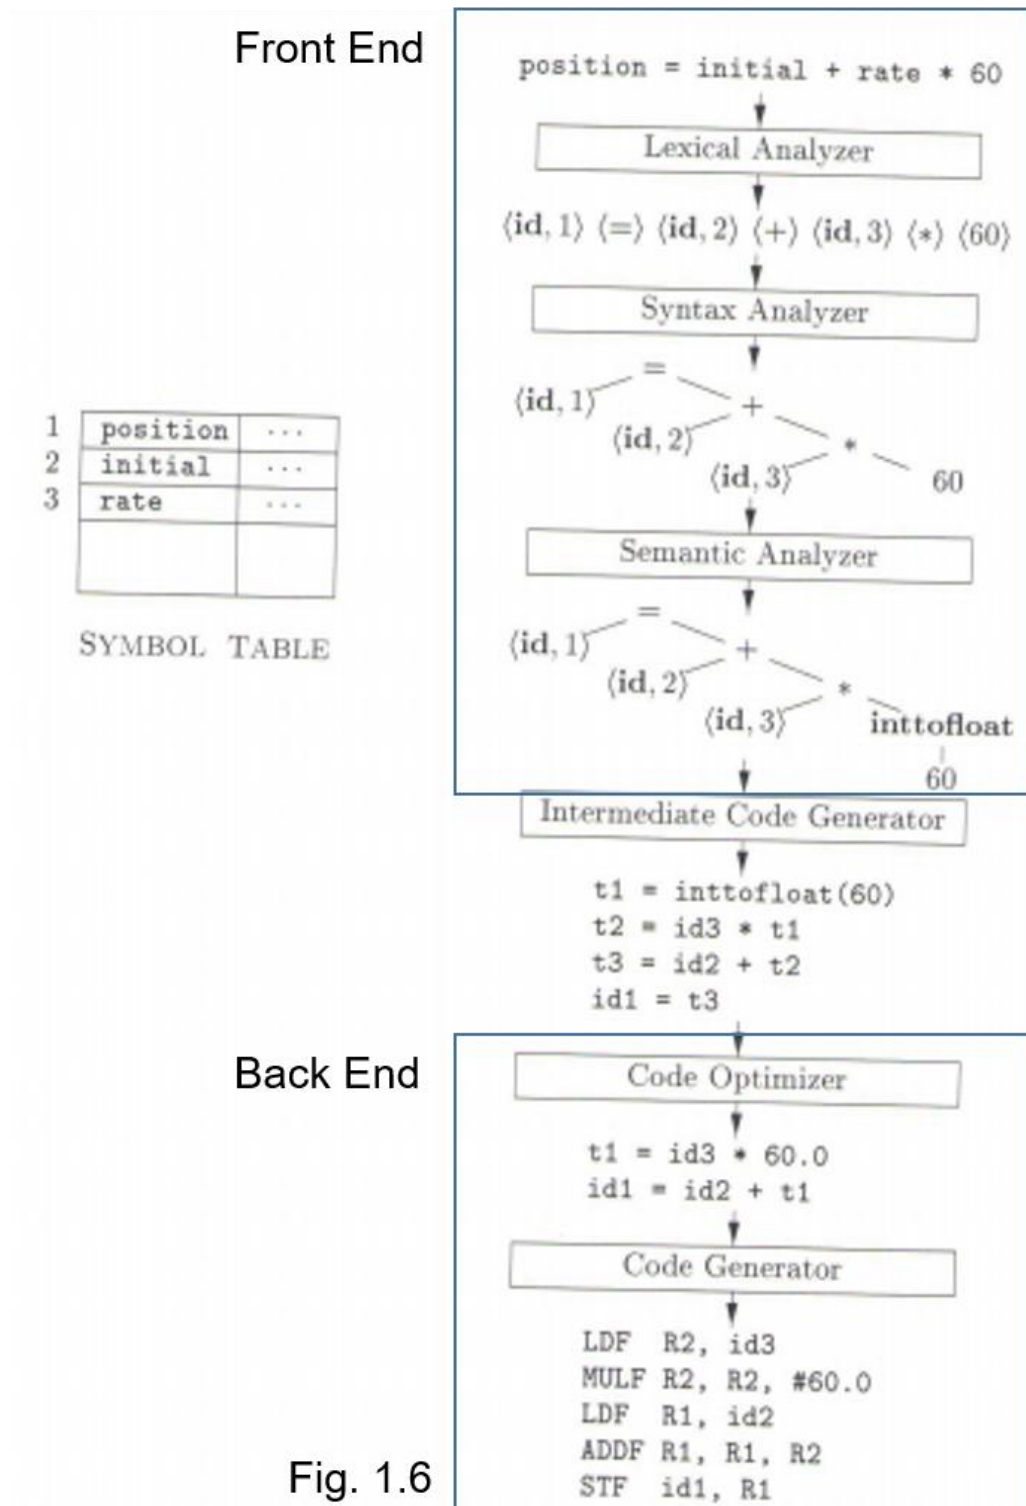 Front End
position = initial + rate * 60
Lexical Analyzer
⟨id, 1⟩ ⟨=⟩ ⟨id, 2⟩ ⟨+⟩ ⟨id, 3⟩ ⟨*⟩ ⟨60⟩
Syntax Analyzer
=
⟨id, 1⟩ +
⟨id, 2⟩ *
⟨id, 3⟩ 60
1 position ...
2 initial ...
3 rate ...
SYMBOL TABLE
Semantic Analyzer
=
⟨id, 1⟩ +
⟨id, 2⟩ *
⟨id, 3⟩ inttofloat
60
Intermediate Code Generator
t1 = inttofloat(60)
t2 = id3 * t1
t3 = id2 + t2
id1 = t3
Back End
Code Optimizer
t1 = id3 * 60.0
id1 = id2 + t1
Code Generator
LDF R2, id3
MULF R2, R2, #60.0
LDF R1, id2
ADDF R1, R1, R2
STF id1, R1
Fig. 1.6